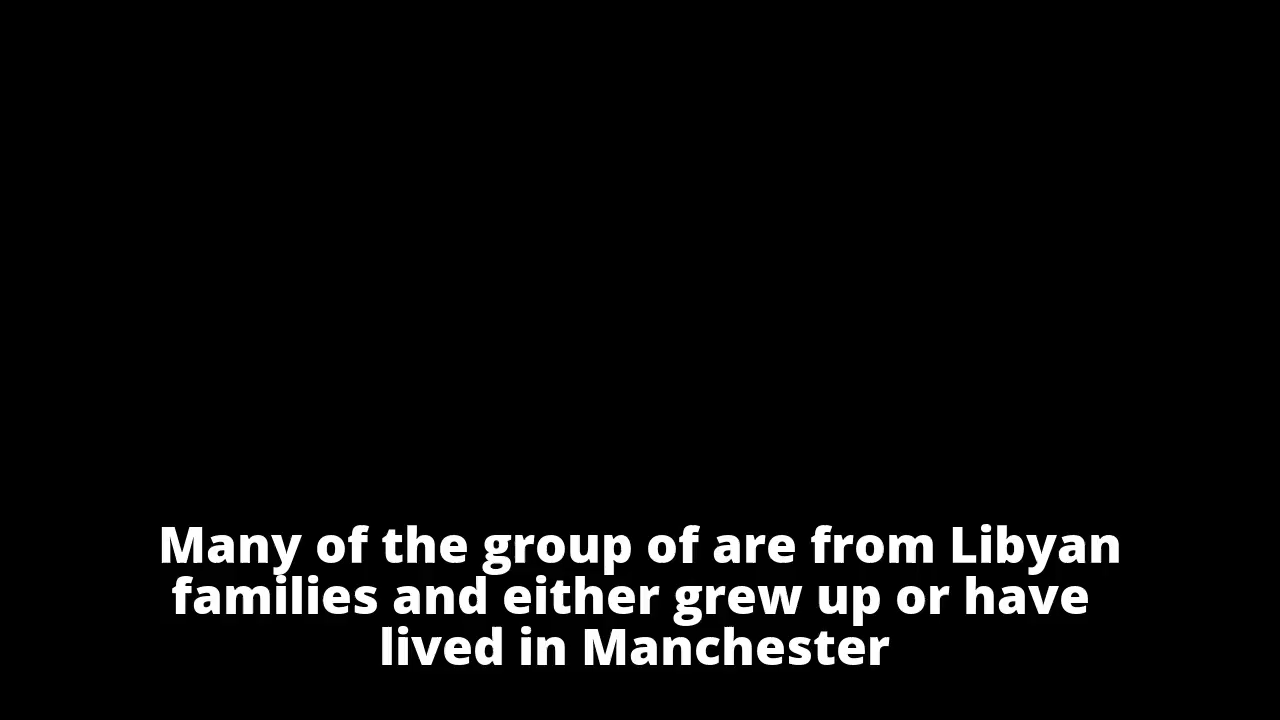 Many of the group of are from Libyan
families and either grew up or have
lived in Manchester